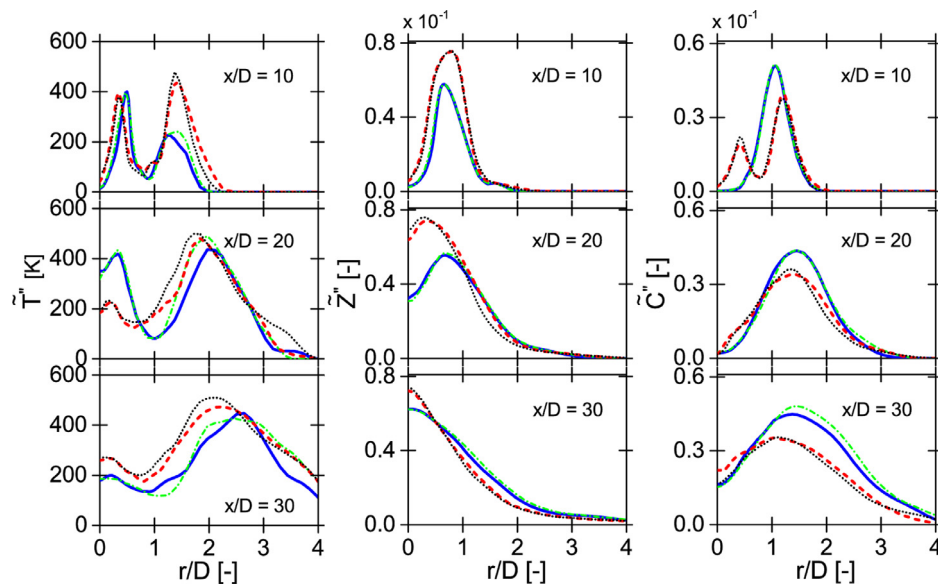 x 10⁻¹ x 10⁻¹
600 0.8 0.6
x/D = 10 x/D = 10 x/D = 10
400 0.4 0.3
200
0 0.0 0.0
600 0.8 0.6
x/D = 20 x/D = 20 x/D = 20
400 0.4 0.3
200
T̃" [K] Z̃" [-] C̃" [-]
0 0.0 0.0
600 0.8 0.6
x/D = 30 x/D = 30
400 0.4 0.3
200
x/D = 30
0 0.0 0.0
0 1 2 3 4 0 1 2 3 4 0 1 2 3 4
r/D [-] r/D [-] r/D [-]